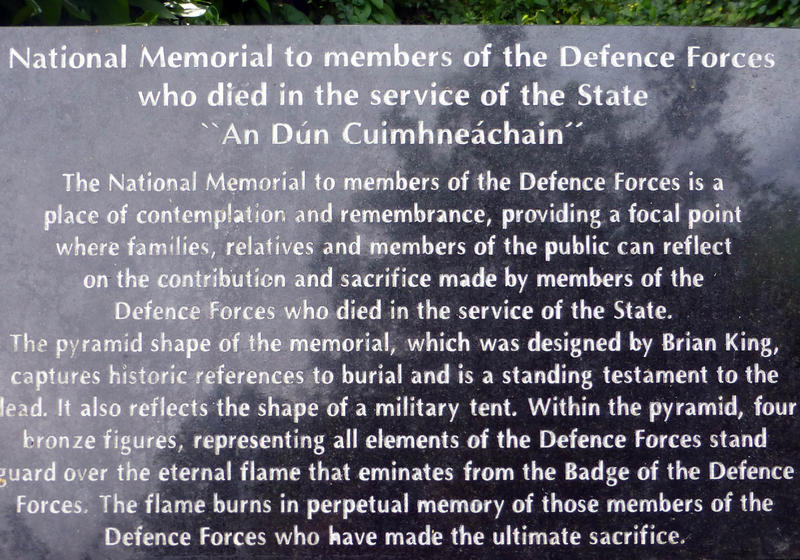 National Memorial to members of the Defence Forces
who died in the service of the State
``An Dún Cuimhneáchain´´
The National Memorial to members of the Defence Forces is a
place of contemplation and remembrance, providing a focal point
where families, relatives and members of the public can reflect
on the contribution and sacrifice made by members of the
Defence Forces who died in the service of the State.
The pyramid shape of the memorial, which was designed by Brian King,
captures historic references to burial and is a standing testament to the
dead. It also reflects the shape of a military tent. Within the pyramid, four
bronze figures, representing all elements of the Defence Forces stand
guard over the eternal flame that eminates from the Badge of the Defence
Forces. The flame burns in perpetual memory of those members of the
Defence Forces who have made the ultimate sacrifice.